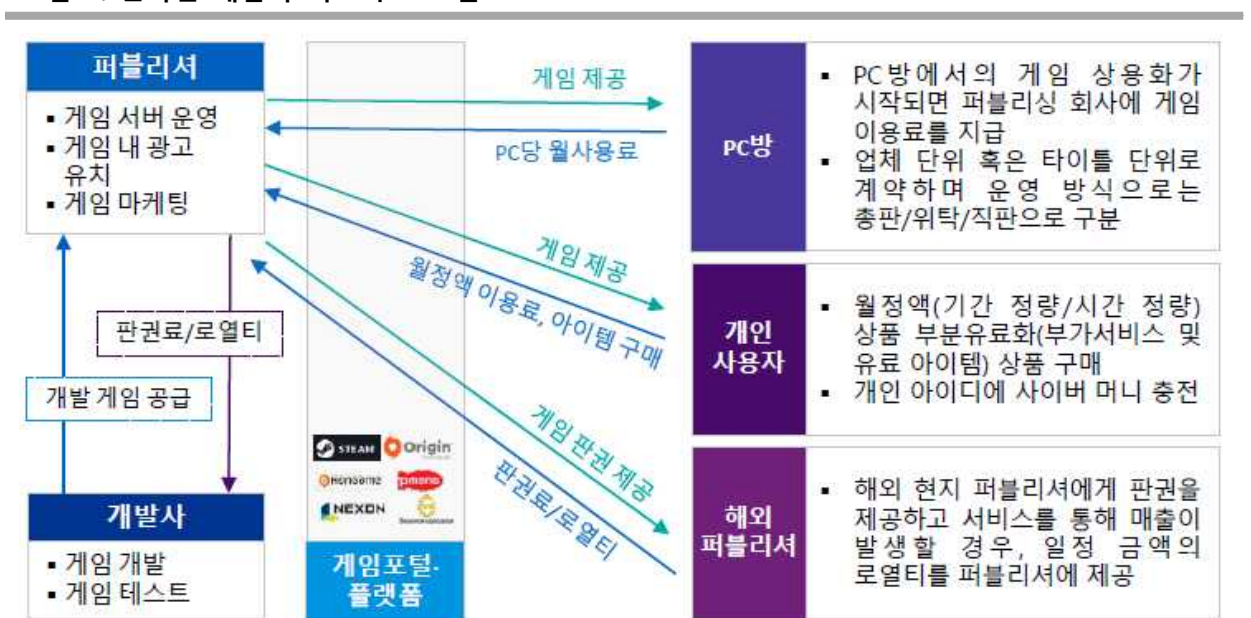 퍼블리셔
▪ 게임 서버 운영
▪ 게임 내 광고
유치
▪ 게임 마케팅
판권료/로열티
개발 게임 공급
개발사
▪ 게임 개발
▪ 게임 테스트
STEAM
Origin
pmang
NEXON
게임포털·
플랫폼
게임 제공
PC당 월사용료
게임 제공
월정액 이용료, 아이템 구매
게임 판권 제공
판권료/로열티
PC방
▪ PC방에서의 게임 상용화가
시작되면 퍼블리싱 회사에 게임
이용료를 지급
▪ 업체 단위 혹은 타이틀 단위로
계약하며 운영 방식으로는
총판/위탁/직판으로 구분
개인
사용자
▪ 월정액(기간 정량/시간 정량)
상품 부분유료화(부가서비스 및
유료 아이템) 상품 구매
▪ 개인 아이디에 사이버 머니 충전
해외
퍼블리셔
▪ 해외 현지 퍼블리셔에게 판권을
제공하고 서비스를 통해 매출이
발생할 경우, 일정 금액의
로열티를 퍼블리셔에 제공